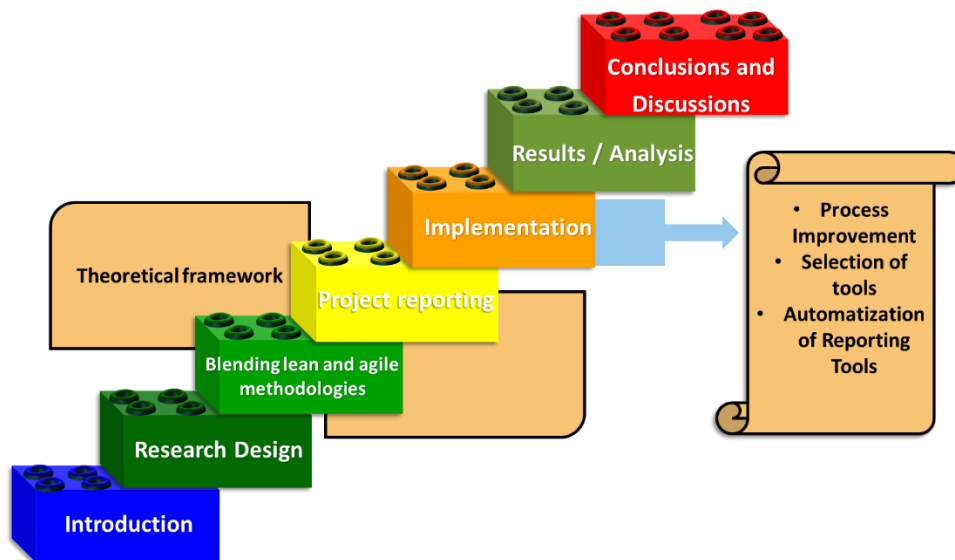 Conclusions and
Discussions
Results / Analysis
Implementation
• Process
Improvement
• Selection of
tools
• Automatization
of Reporting
Tools
Theoretical framework
Project reporting
Blending lean and agile
methodologies
Research Design
Introduction